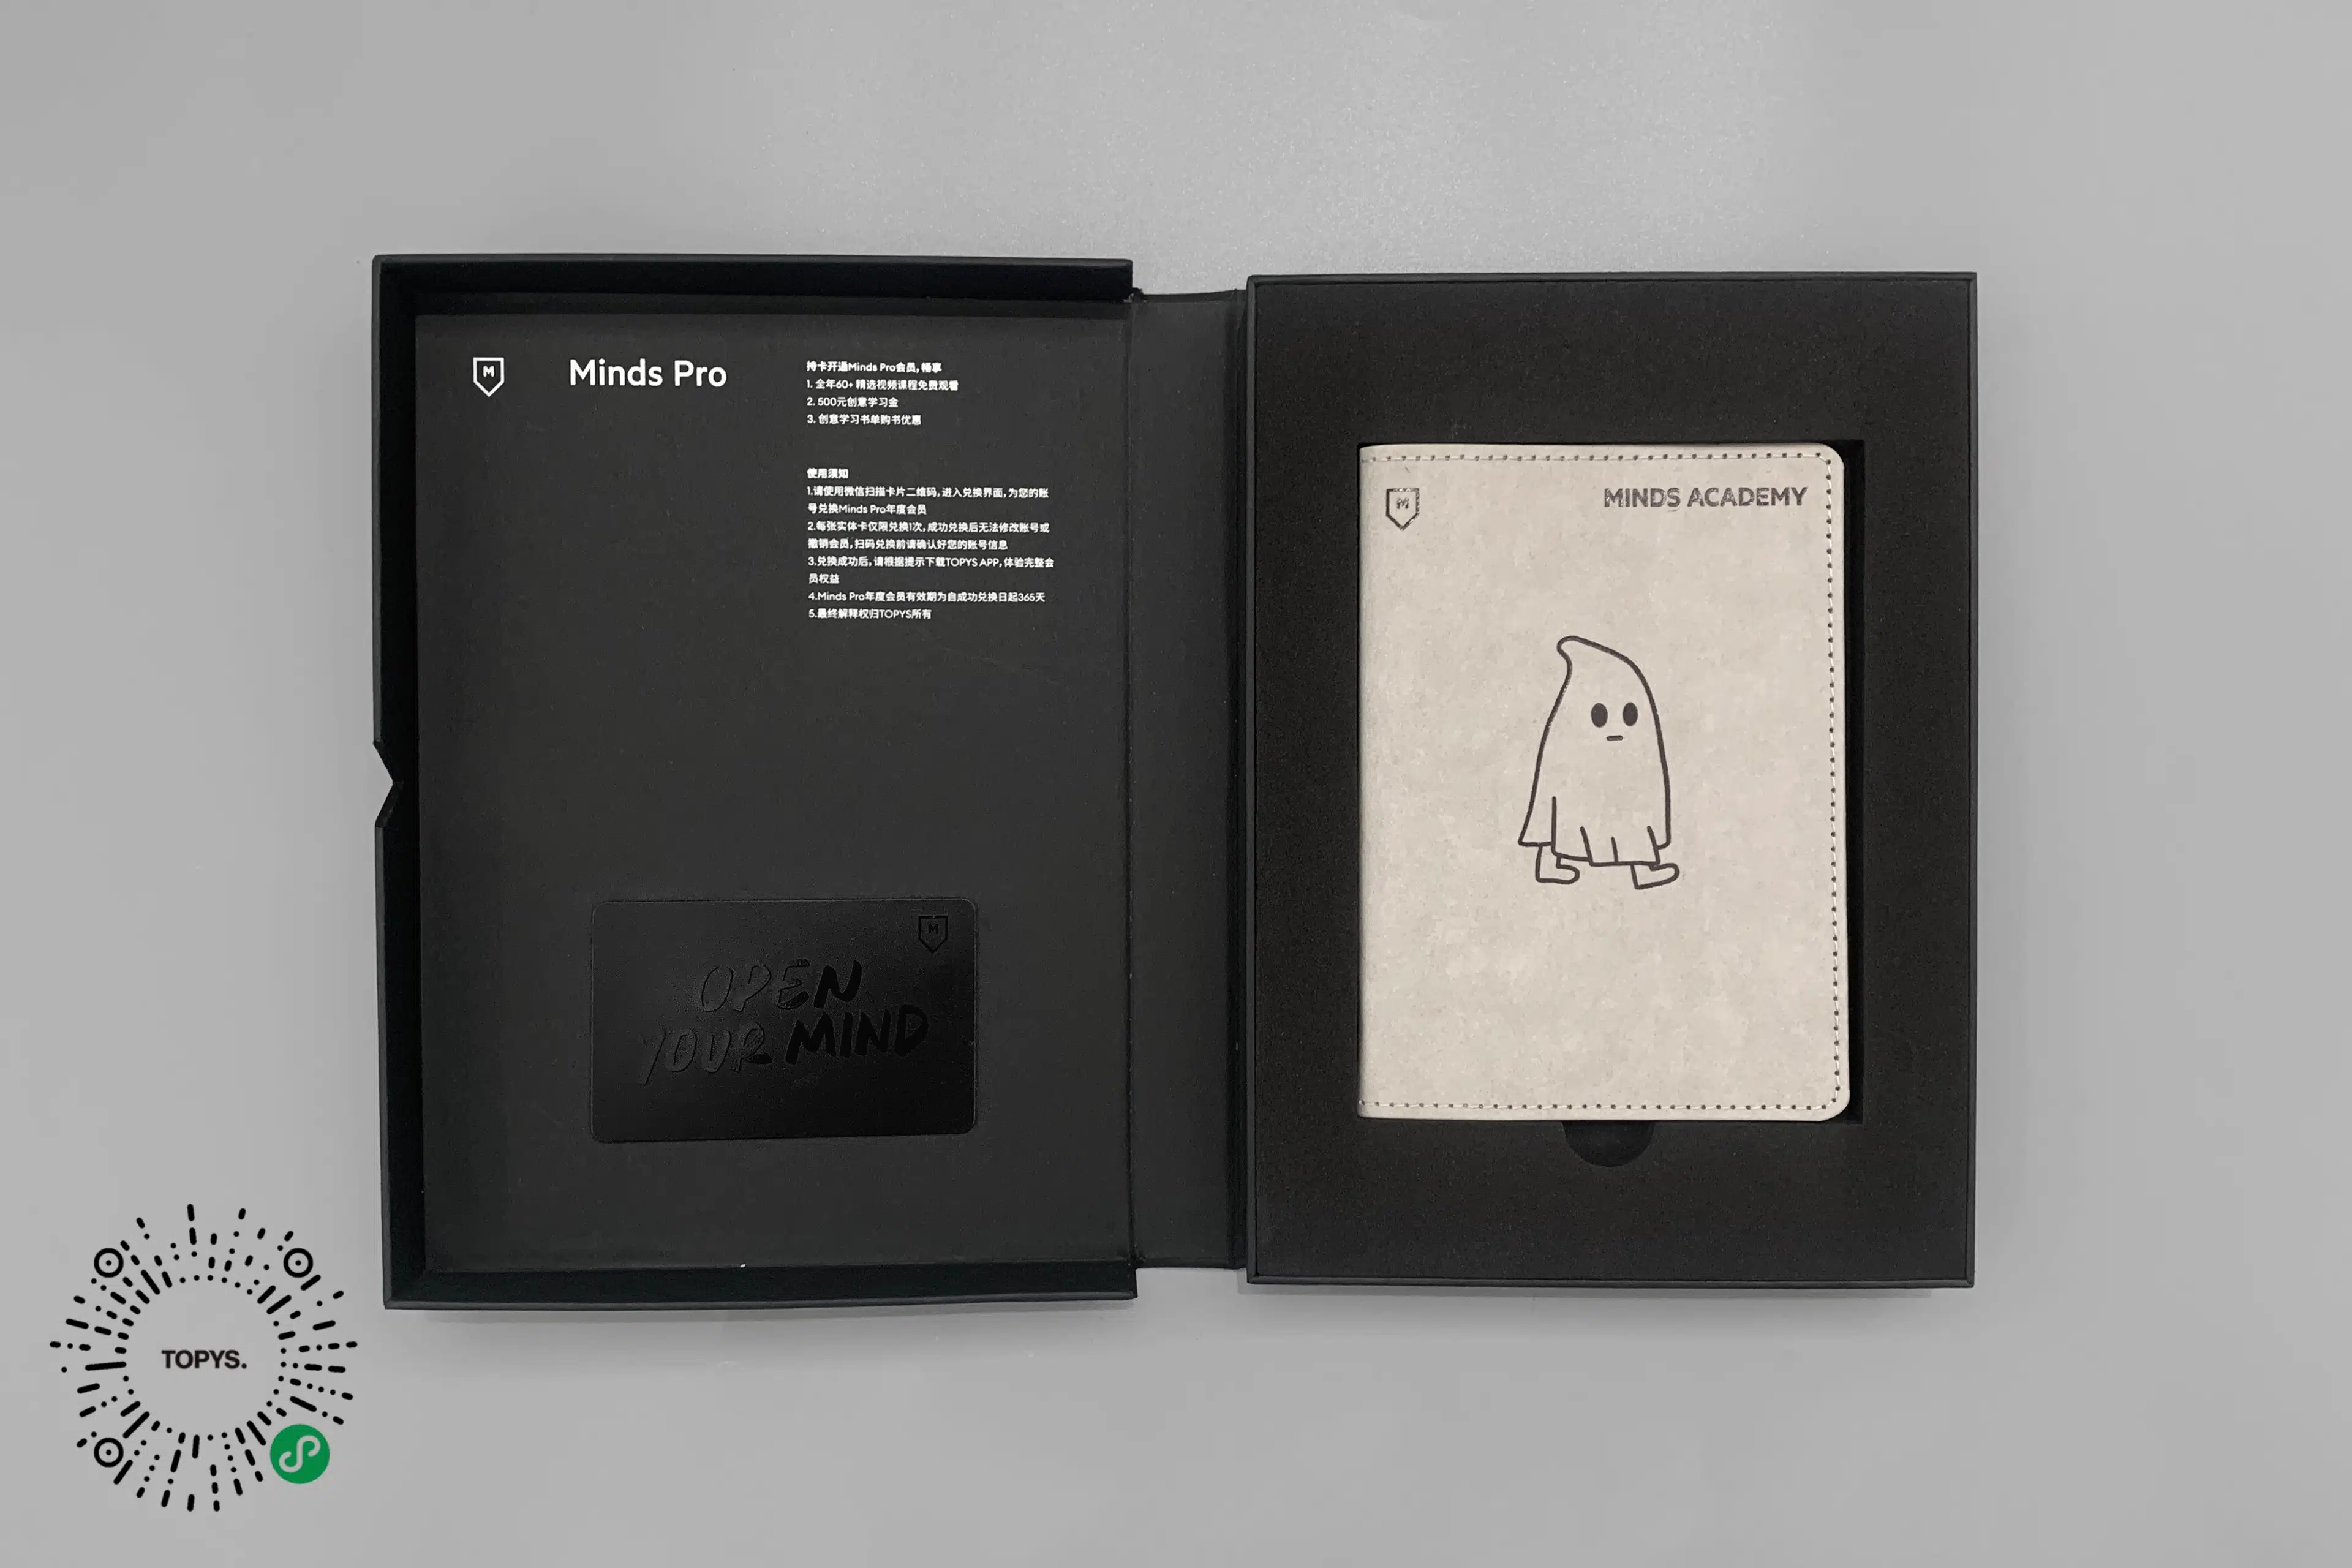 M
Minds Pro
持卡开通Minds Pro会员,畅享
1. 全年60+ 精选视频课程免费观看
2. 500元创意学习金
3. 创意学习书单购书优惠
使用须知
1.请使用微信扫描卡片二维码,进入兑换界面,为您的账
号兑换Minds Pro年度会员
2.每张实体卡仅限兑换1次,成功兑换后无法修改账号或
撤销会员,扫码兑换前请确认好您的账号信息
3.兑换成功后,请根据提示下载TOPYS APP,体验完整会
员权益
4.Minds Pro年度会员有效期为自成功兑换日起365天
5.最终解释权归TOPYS所有
M
OPEN
YOUR MIND
M
MINDS ACADEMY
TOPYS.